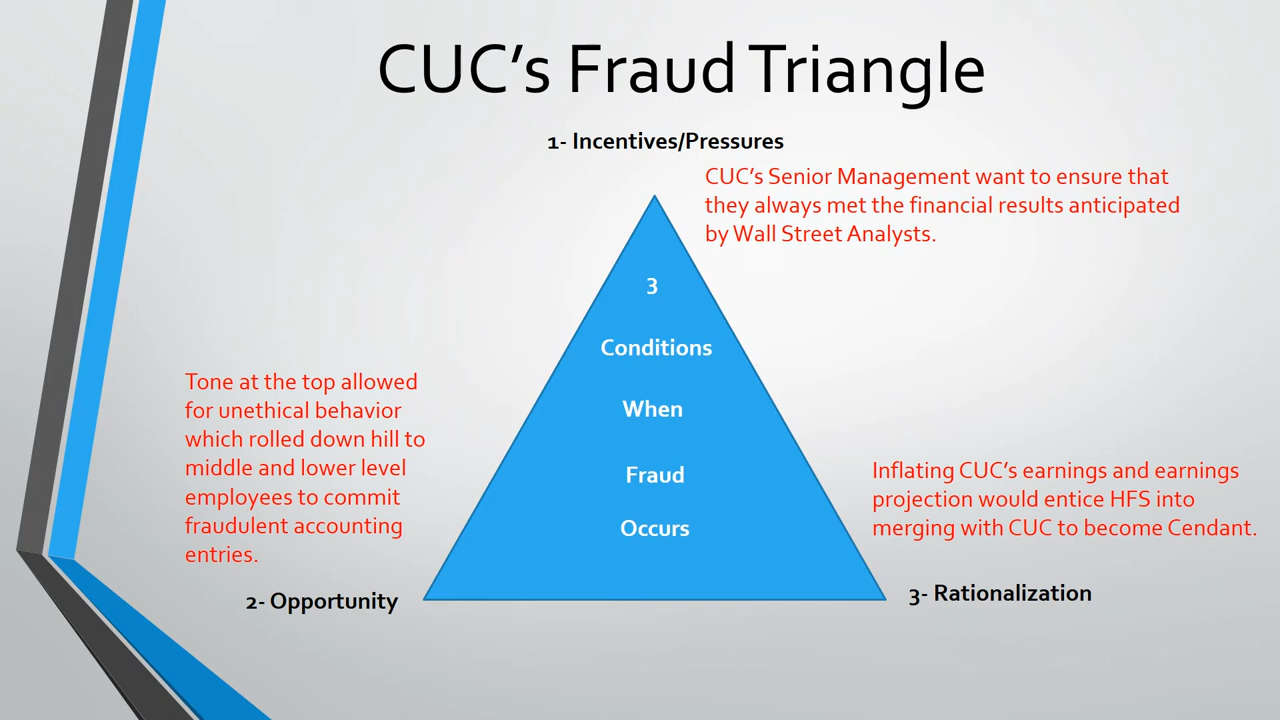 CUC's Fraud Triangle
1- Incentives/Pressures
CUC's Senior Management want to ensure that
they always met the financial results anticipated
by Wall Street Analysts.
3
Conditions
When
Fraud
Occurs
Tone at the top allowed
for unethical behavior
which rolled down hill to
middle and lower level
employees to commit
fraudulent accounting
entries.
2- Opportunity
Inflating CUC's earnings and earnings
projection would entice HFS into
merging with CUC to become Cendant.
3- Rationalization